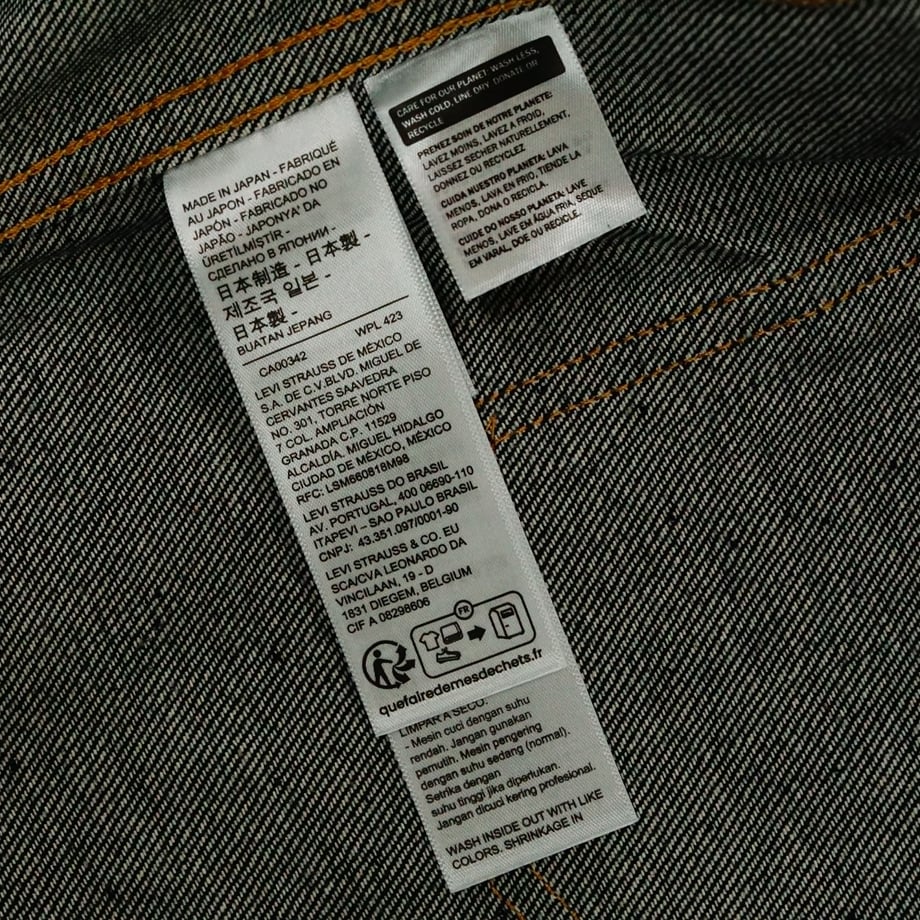 CARE FOR OUR PLANET: WASH LESS,
WASH COLD, LINE DRY, DONATE OR
RECYCLE
PRENEZ SOIN DE NOTRE PLANETE:
LAVEZ MOINS, LAVEZ A FROID,
LAISSEZ SECHER NATURELLEMENT,
DONNEZ OU RECYCLEZ
CUIDA NUESTRO PLANETA: LAVA
MENOS, LAVA EN FRIO, TIENDE LA
ROPA, DONA O RECICLA.
CUIDE DO NOSSO PLANETA: LAVE
MENOS, LAVE EM ÁGUA FRIA, SEQUE
EM VARAL, DOE OU RECICLE.
MADE IN JAPAN - FABRIQUÉ
AU JAPON - FABRICADO EN
JAPÓN - FABRICADO NO
JAPÃO - JAPONYA' DA
ÜRETİLMİŞTİR -
СДЕЛАНО В ЯПОНИИ -
日本制造 - 日本製 -
제조국 일본 -
日本製 -
BUATAN JEPANG
CA00342 WPL 423
LEVI STRAUSS DE MÉXICO
S.A. DE C.V.BLVD. MIGUEL DE
CERVANTES SAAVEDRA
NO. 301, TORRE NORTE PISO
7 COL. AMPLIACIÓN
GRANADA C.P. 11529
ALCALDÍA. MIGUEL HIDALGO
CIUDAD DE MÉXICO, MÉXICO
RFC: LSM660818M98
LEVI STRAUSS DO BRASIL
AV. PORTUGAL, 400 06690-110
ITAPEVI – SAO PAULO BRASIL
CNPJ: 43.351.097/0001-90
LEVI STRAUSS & CO. EU
SCA/CVA LEONARDO DA
VINCILAAN, 19 - D
1831 DIEGEM, BELGIUM
CIF A 08298606
FR
quefairedemesdechets.fr
LIMPAR A SECO.
- Mesin cuci dengan suhu
rendah. Jangan gunakan
pemutih. Mesin pengering
dengan suhu sedang (normal).
Setrika dengan
suhu tinggi jika diperlukan.
Jangan dicuci kering profesional.
WASH INSIDE OUT WITH LIKE
COLORS. SHRINKAGE IN